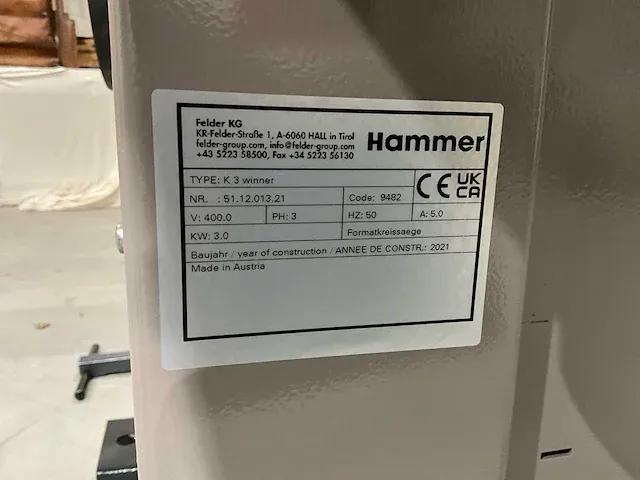 Felder KG
KR-Felder-Straße 1, A-6060 HALL in Tirol
felder-group.com, info@felder-group.com
+43 5223 58500, Fax +34 5223 56130
Hammer
TYPE: K 3 winner
NR. : 51.12.013.21
Code: 9482
CE UK CA
V: 400.0
PH: 3
HZ: 50
A: 5.0
KW: 3.0
Formatkreissaege
Baujahr / year of construction / ANNEE DE CONSTR.: 2021
Made in Austria